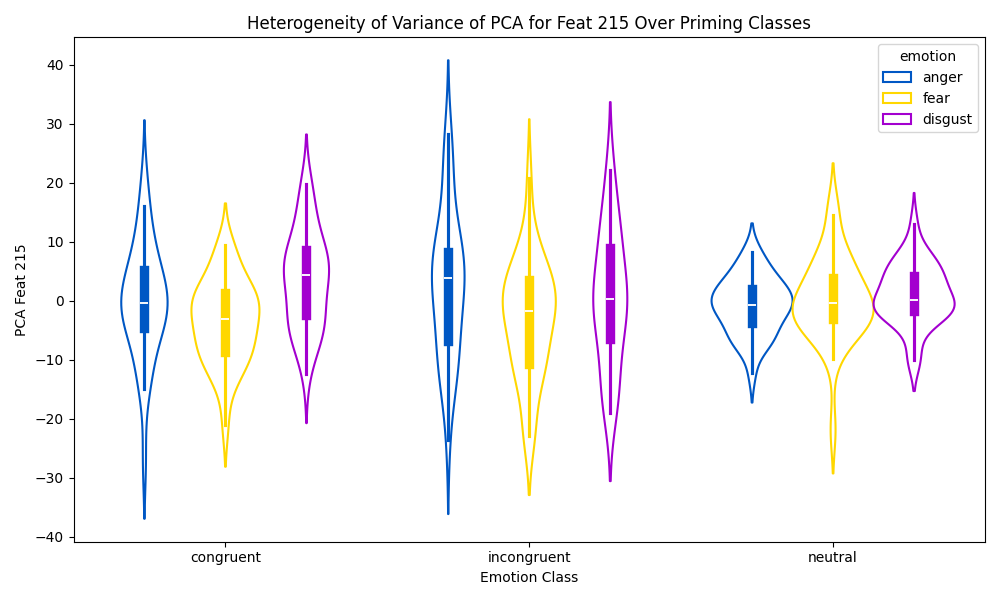 Heterogeneity of Variance of PCA for Feat 215 Over Priming Classes
PCA Feat 215
40
30
20
10
0
−10
−20
−30
−40
emotion
anger
fear
disgust
congruent
incongruent
neutral
Emotion Class